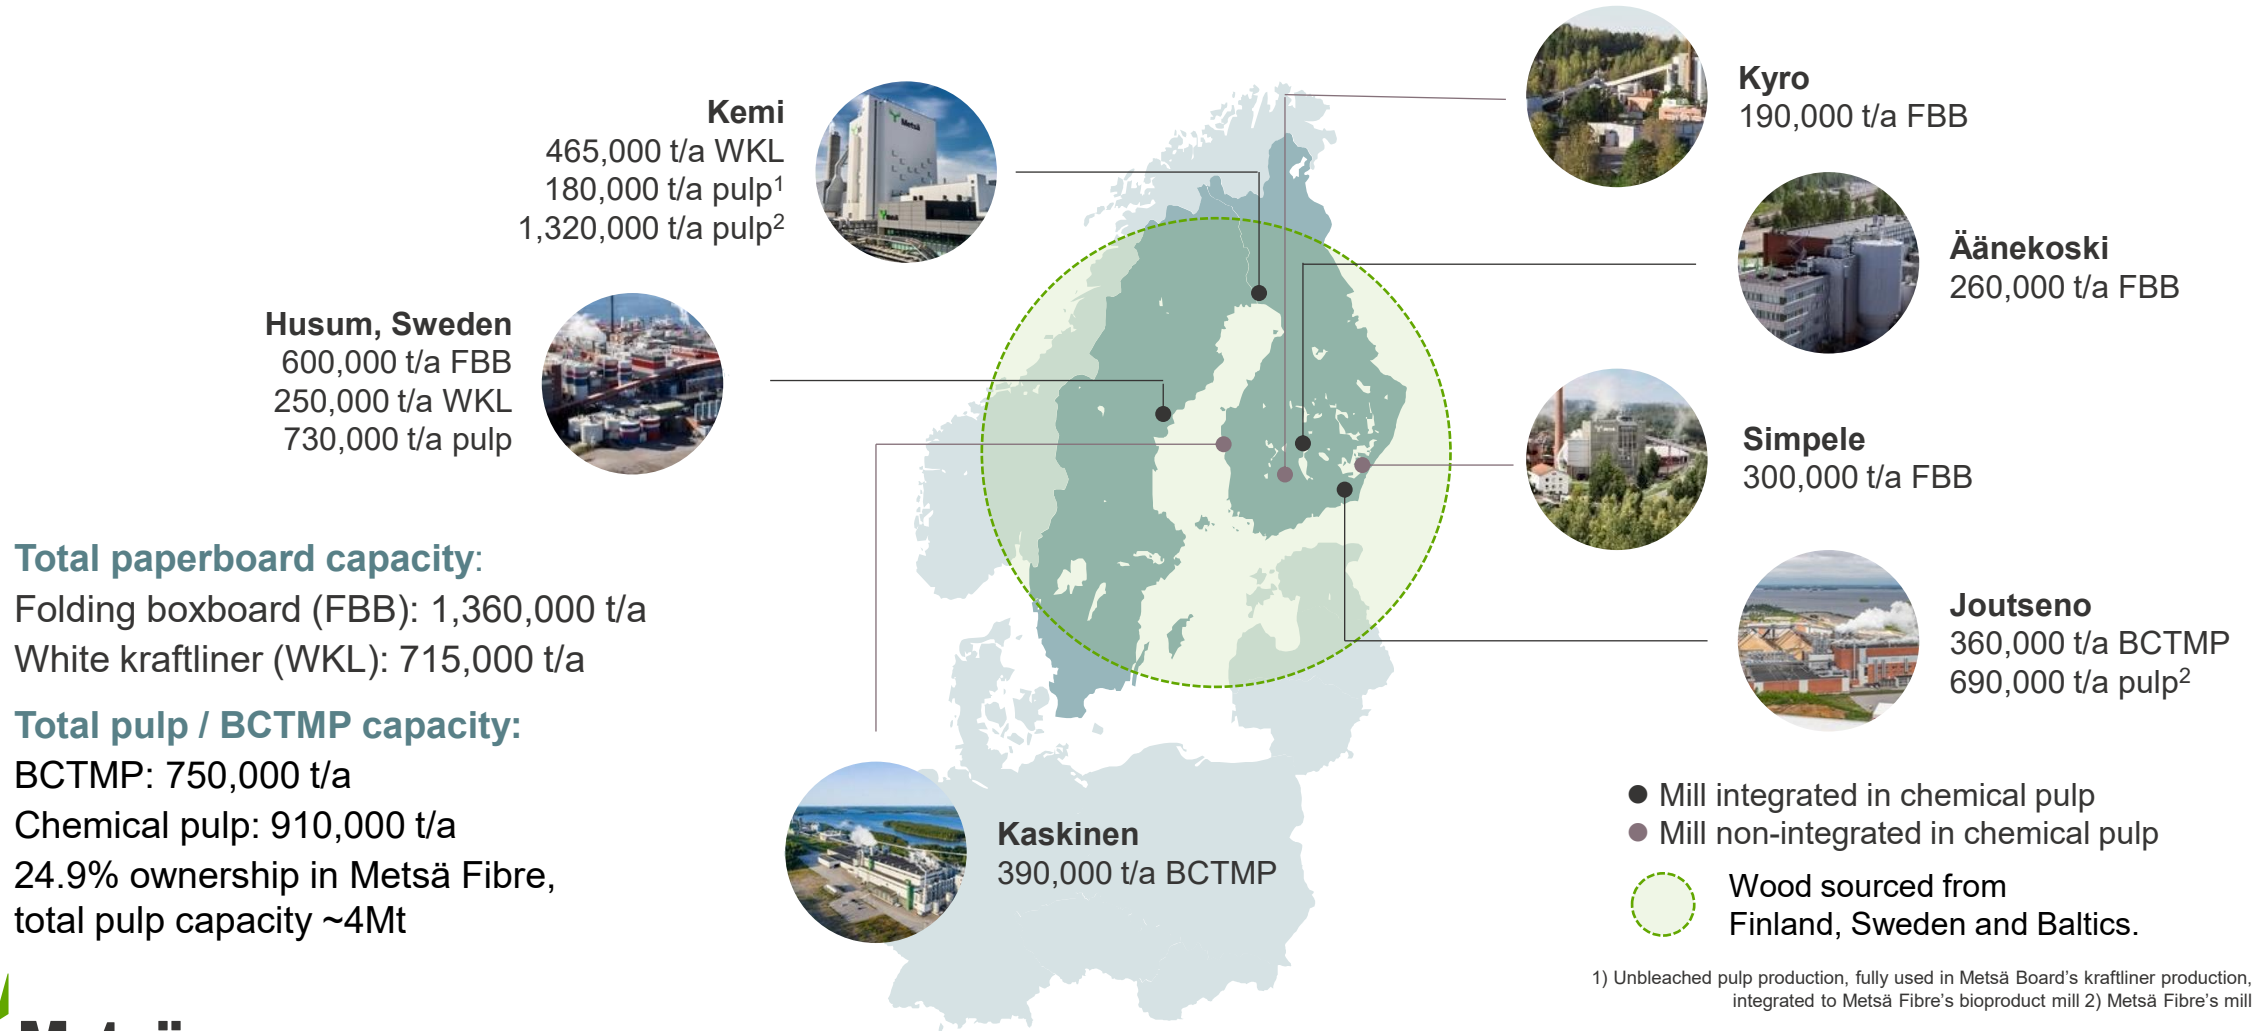 Kemi
465,000 t/a WKL
180,000 t/a pulp1
1,320,000 t/a pulp2
Husum, Sweden
600,000 t/a FBB
250,000 t/a WKL
730,000 t/a pulp
Kyro
190,000 t/a FBB
Äänekoski
260,000 t/a FBB
Simpele
300,000 t/a FBB
Joutseno
360,000 t/a BCTMP
690,000 t/a pulp2
Kaskinen
390,000 t/a BCTMP
Total paperboard capacity:
Folding boxboard (FBB): 1,360,000 t/a
White kraftliner (WKL): 715,000 t/a
Total pulp / BCTMP capacity:
BCTMP: 750,000 t/a
Chemical pulp: 910,000 t/a
24.9% ownership in Metsä Fibre,
total pulp capacity ~4Mt
Mill integrated in chemical pulp
Mill non-integrated in chemical pulp
Wood sourced from
Finland, Sweden and Baltics.
1) Unbleached pulp production, fully used in Metsä Board's kraftliner production,
integrated to Metsä Fibre's bioproduct mill 2) Metsä Fibre's mill
Metsä